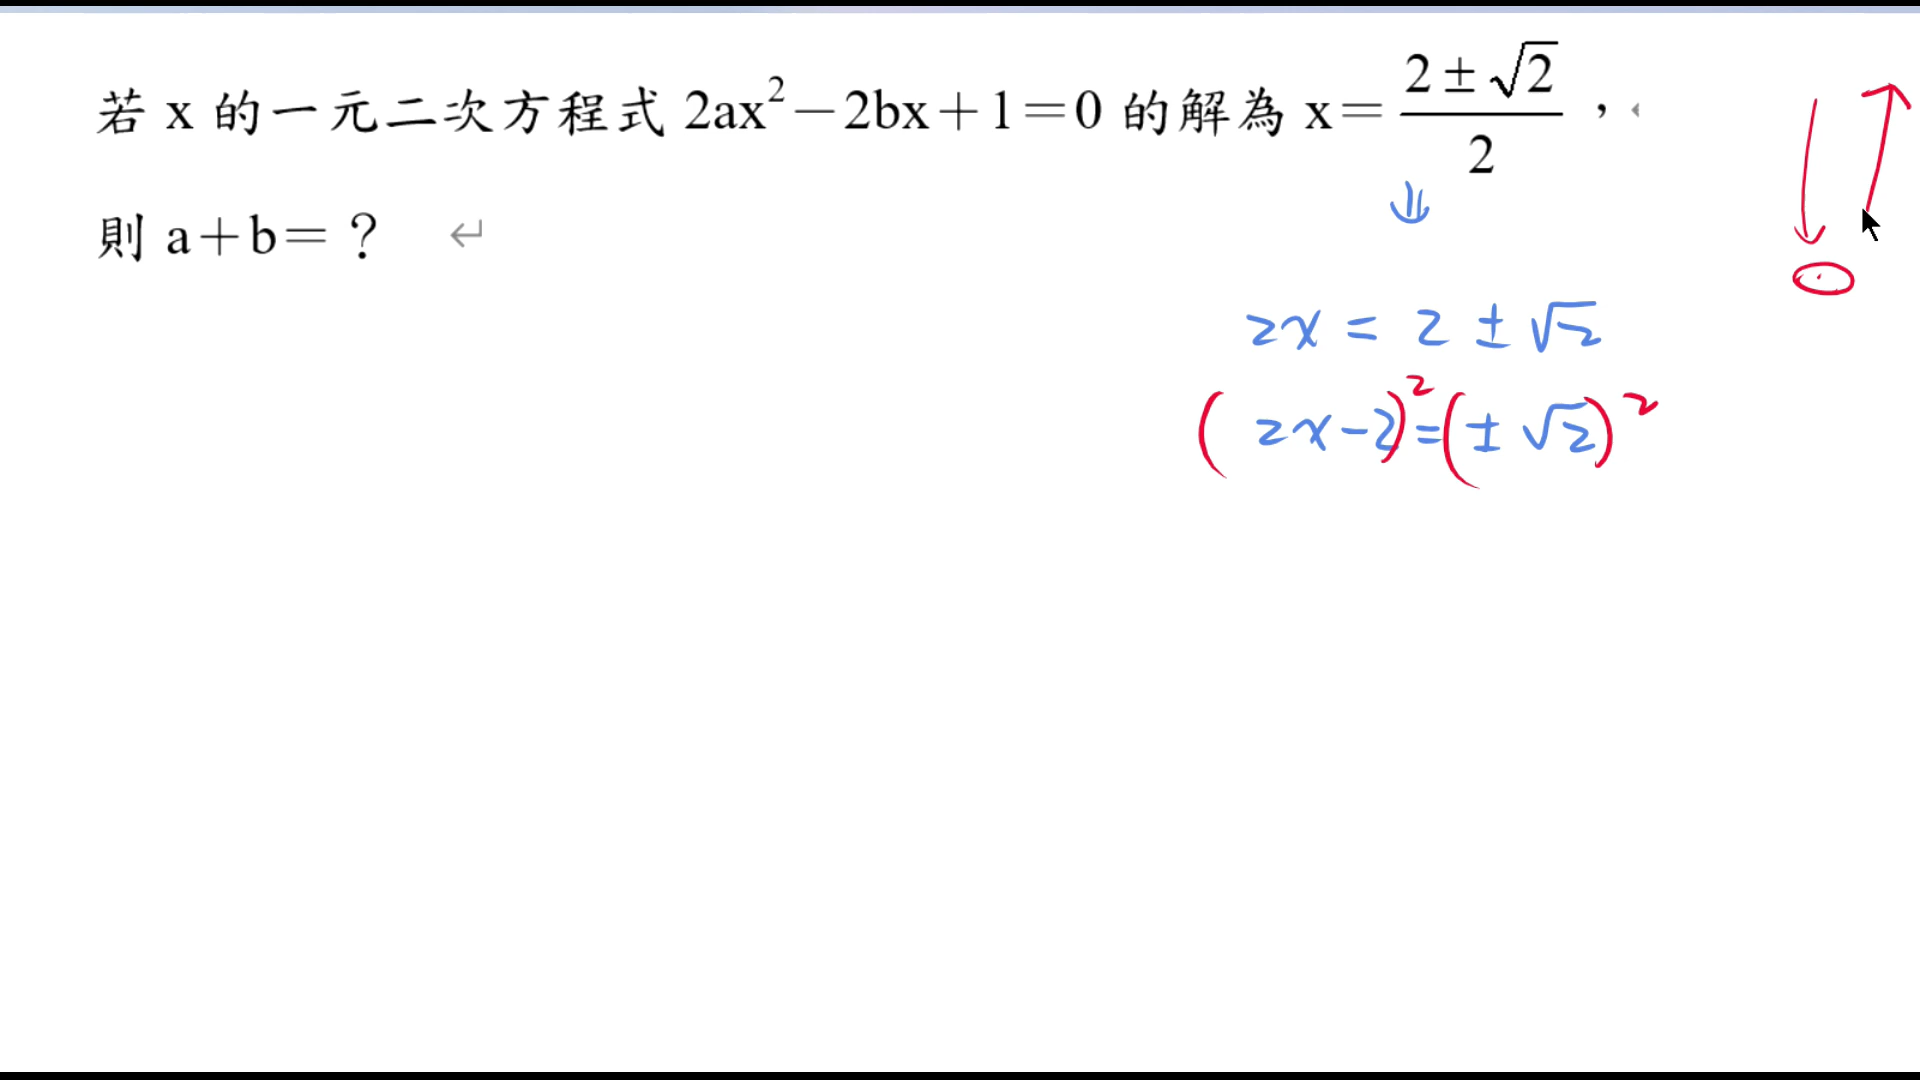 若 x 的一元二次方程式 2ax²－2bx＋1＝0 的解為 x＝(2±√2)/2，
則 a＋b＝？
2x = 2 ± √2
(2x-2)² = (± √2)²